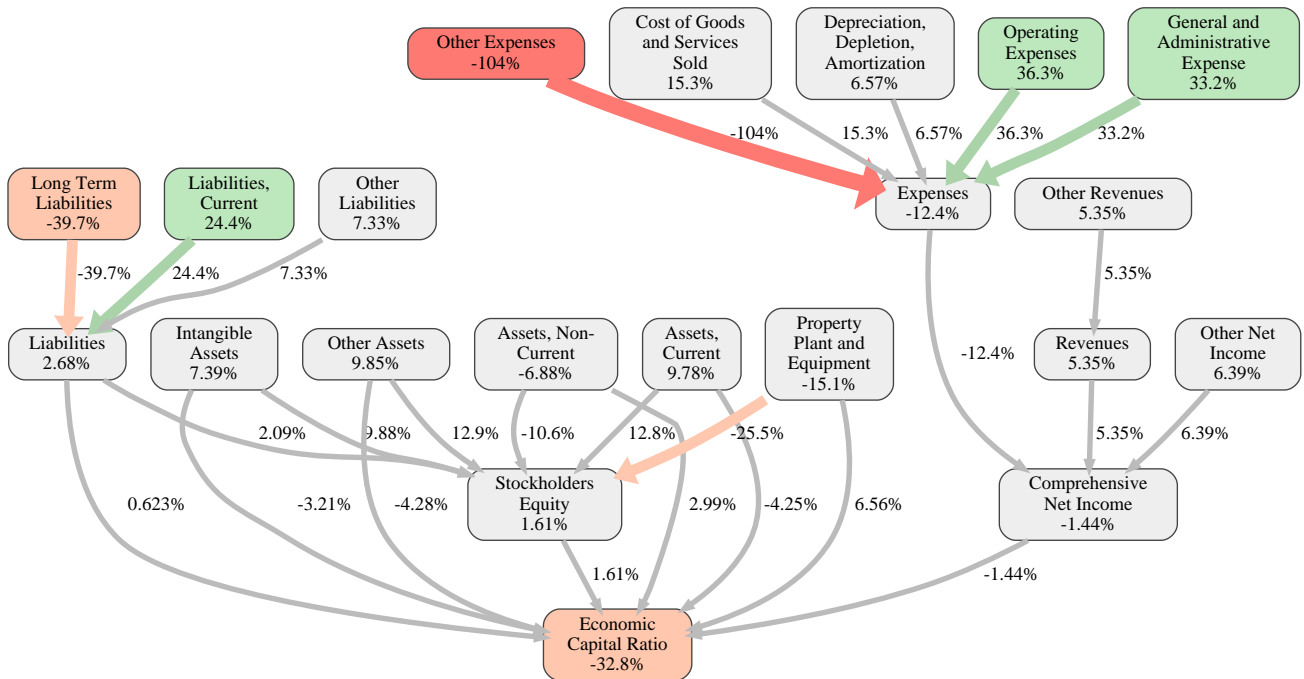 Other Expenses
-104%
Cost of Goods
and Services
Sold
15.3%
Depreciation,
Depletion,
Amortization
6.57%
Operating
Expenses
36.3%
General and
Administrative
Expense
33.2%
-104%
15.3%
6.57%
36.3%
33.2%
Long Term
Liabilities
-39.7%
Liabilities,
Current
24.4%
Other
Liabilities
7.33%
Expenses
-12.4%
Other Revenues
5.35%
-39.7%
24.4%
7.33%
5.35%
Liabilities
2.68%
Intangible
Assets
7.39%
Other Assets
9.85%
Assets, Non-
Current
-6.88%
Assets,
Current
9.78%
Property
Plant and
Equipment
-15.1%
-12.4%
Revenues
5.35%
Other Net
Income
6.39%
2.09%
9.88%
12.9%
-10.6%
12.8%
-25.5%
5.35%
6.39%
Stockholders
Equity
1.61%
Comprehensive
Net Income
-1.44%
0.623%
-3.21%
-4.28%
2.99%
-4.25%
6.56%
1.61%
-1.44%
Economic
Capital Ratio
-32.8%